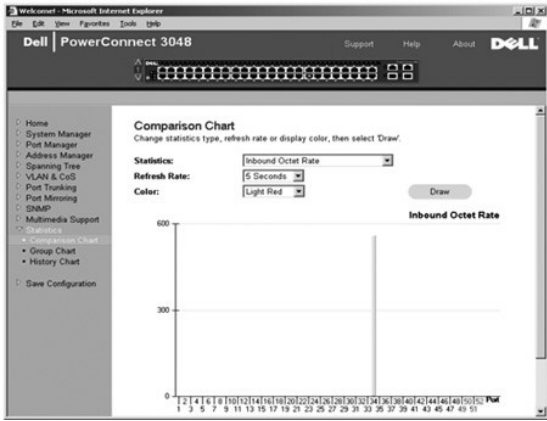 Welcome! - Microsoft Internet Explorer
File Edit View Favorites Tools Help
Dell PowerConnect 3048
Support Help About DELL
Home
System Manager
Port Manager
Address Manager
Spanning Tree
VLAN & CoS
Port Trunking
Port Mirroring
SNMP
Multimedia Support
Statistics
Comparison Chart
Group Chart
History Chart
Save Configuration
Comparison Chart
Change statistics type, refresh rate or display color, then select 'Draw'.
Statistics: Inbound Octet Rate
Refresh Rate: 5 Seconds
Color: Light Red
Draw
Inbound Octet Rate
600
300
0
2 4 6 8 10 12 14 16 18 20 22 24 26 28 30 32 34 36 38 40 42 44 46 48 50 52 Port
1 3 5 7 9 11 13 15 17 19 21 23 25 27 29 31 33 35 37 39 41 43 45 47 49 51